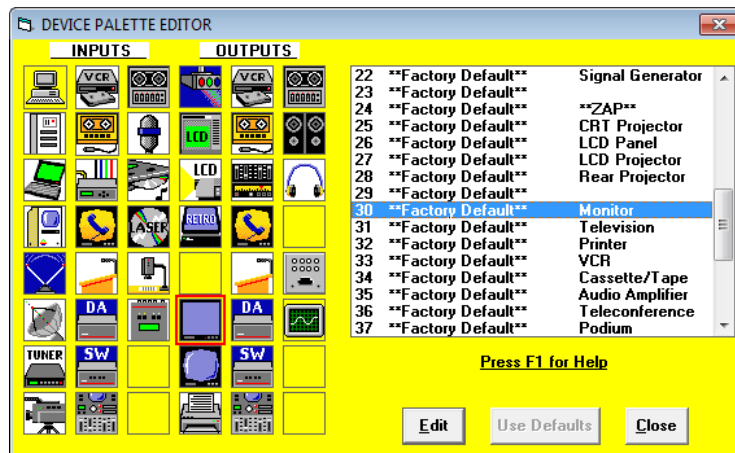 DEVICE PALETTE EDITOR
INPUTS OUTPUTS
VCR VCR
LCD
LCD
LASER RETRO
DA DA
TUNER SW SW
22 **Factory Default** Signal Generator
23 **Factory Default**
24 **Factory Default** **ZAP**
25 **Factory Default** CRT Projector
26 **Factory Default** LCD Panel
27 **Factory Default** LCD Projector
28 **Factory Default** Rear Projector
29 **Factory Default**
30 **Factory Default** Monitor
31 **Factory Default** Television
32 **Factory Default** Printer
33 **Factory Default** VCR
34 **Factory Default** Cassette/Tape
35 **Factory Default** Audio Amplifier
36 **Factory Default** Teleconference
37 **Factory Default** Podium
Press F1 for Help
Edit Use Defaults Close